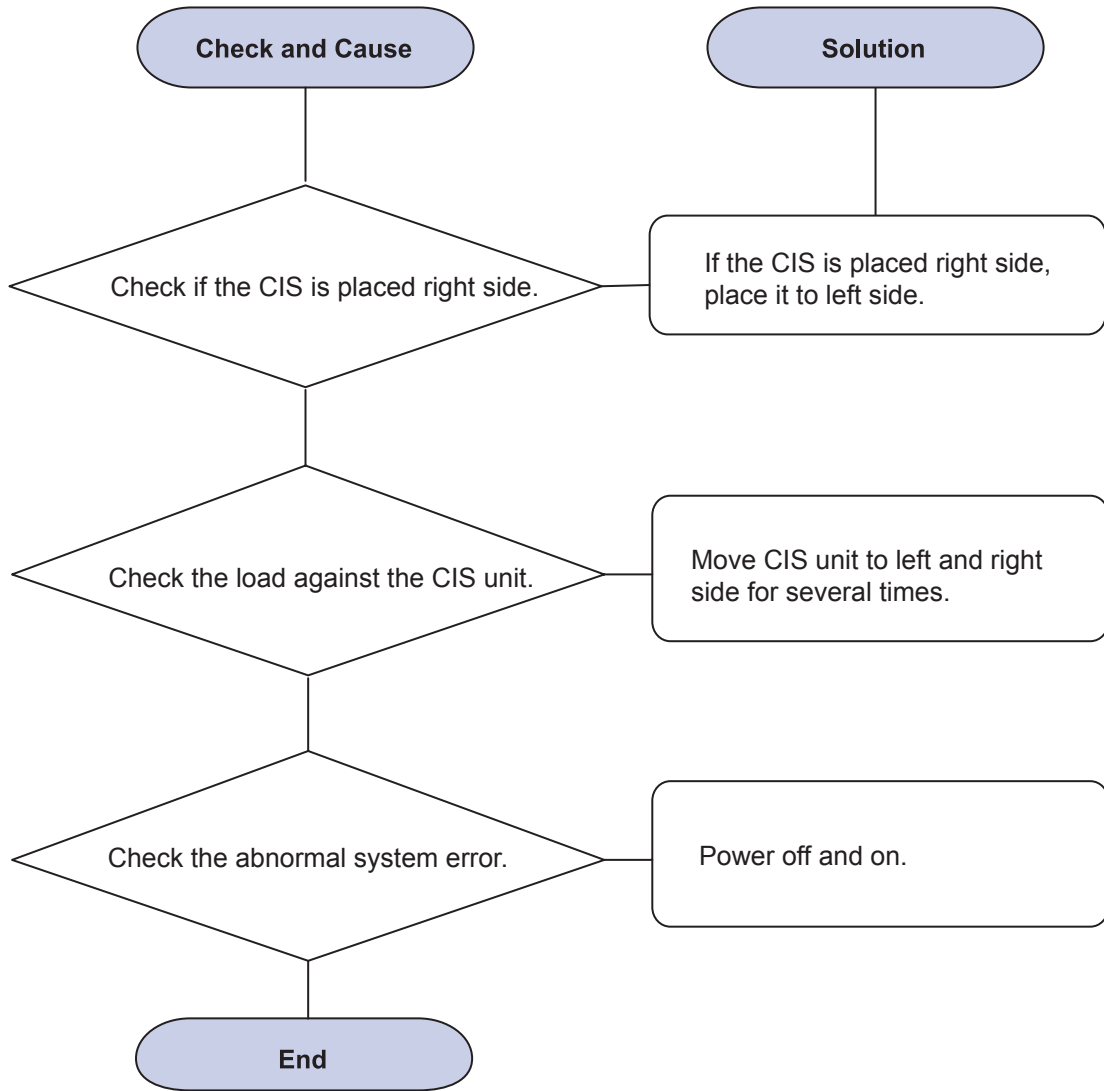 Check and Cause
Solution
Check if the CIS is placed right side.
If the CIS is placed right side,
place it to left side.
Check the load against the CIS unit.
Move CIS unit to left and right
side for several times.
Check the abnormal system error.
Power off and on.
End